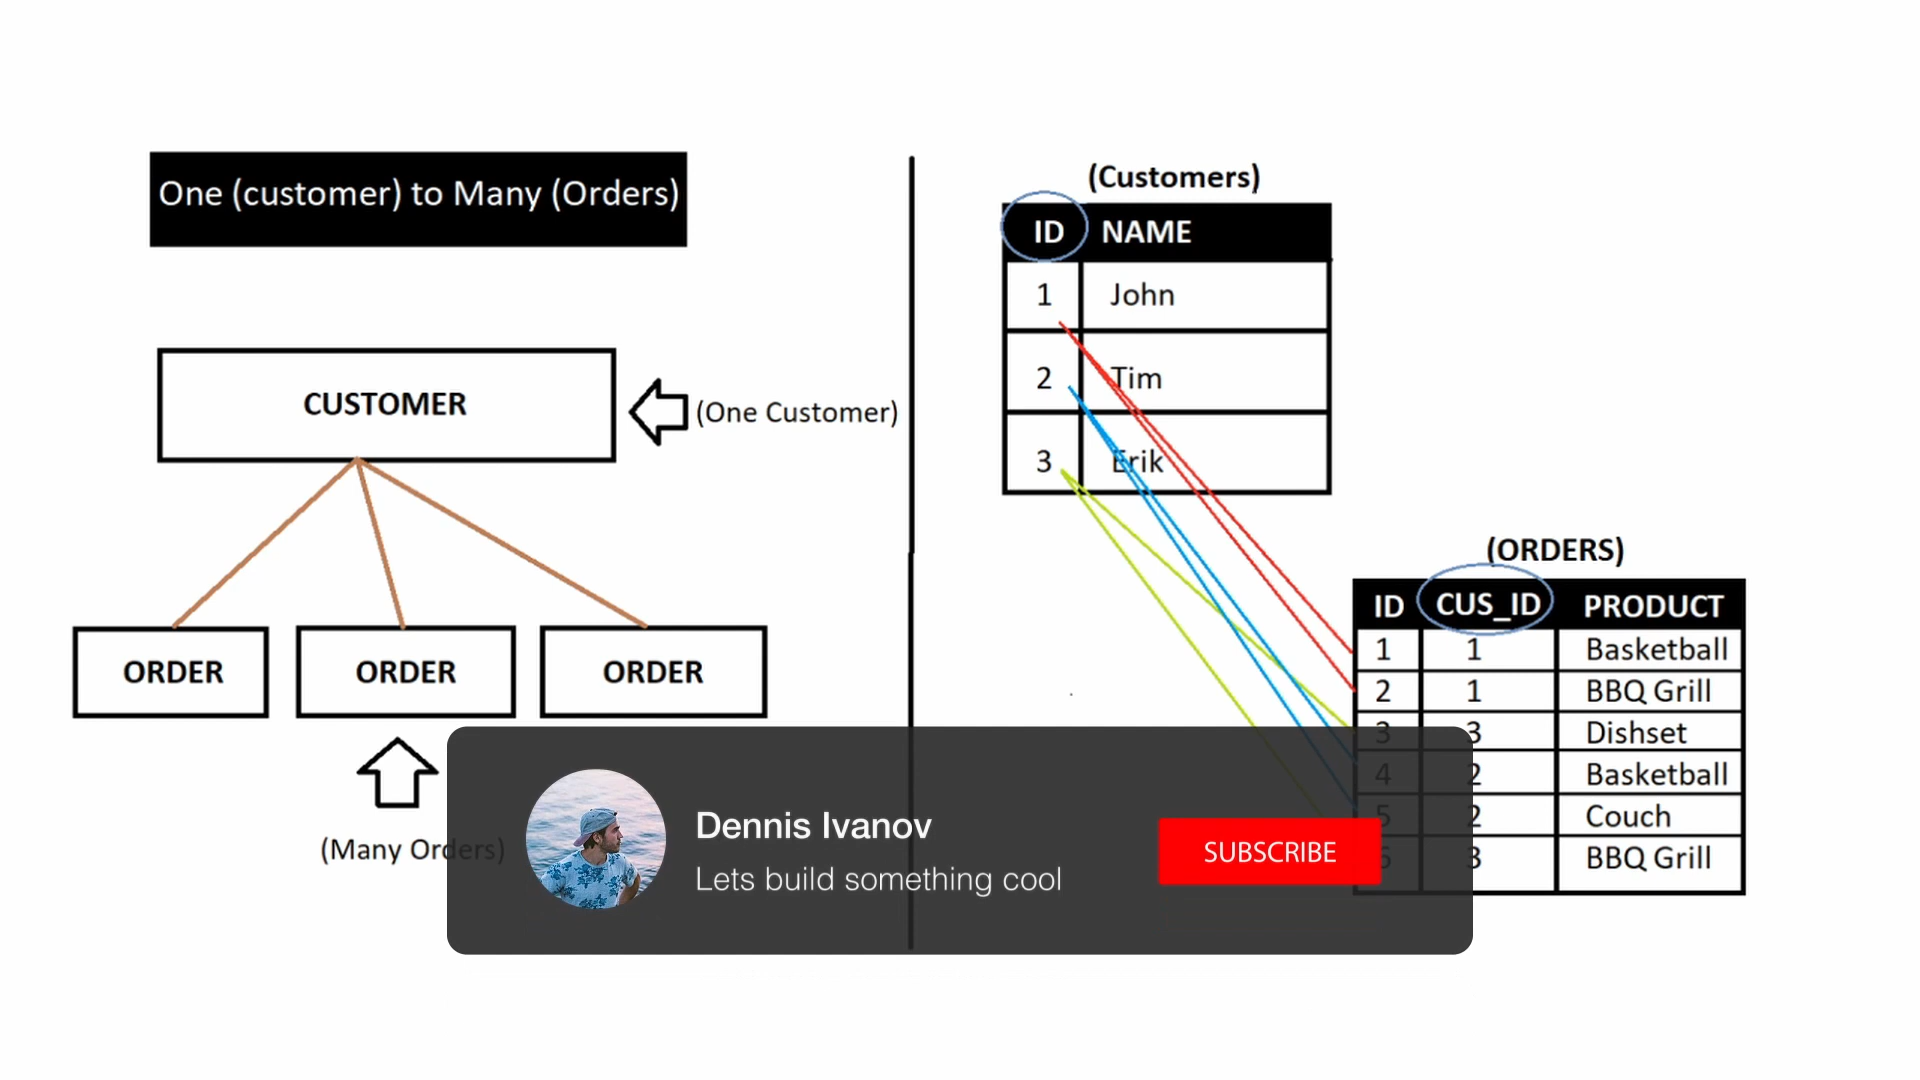 One (customer) to Many (Orders)
CUSTOMER
(One Customer)
ORDER ORDER ORDER
(Many Orders)
(Customers)
ID NAME
1 John
2 Tim
3 Erik
(ORDERS)
ID CUS_ID PRODUCT
1 1 Basketball
2 1 BBQ Grill
3 3 Dishset
4 2 Basketball
5 2 Couch
6 3 BBQ Grill
Dennis Ivanov
Lets build something cool
SUBSCRIBE